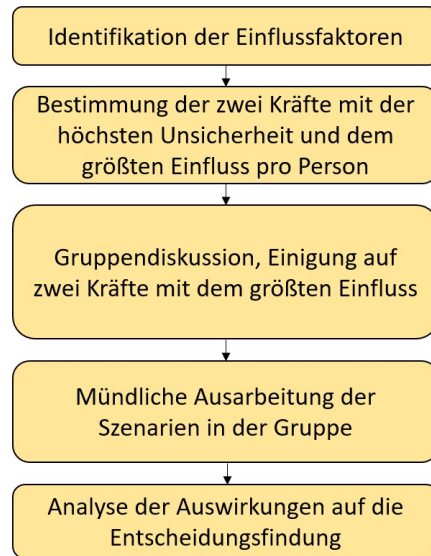 Identifikation der Einflussfaktoren
Bestimmung der zwei Kräfte mit der
höchsten Unsicherheit und dem
größten Einfluss pro Person
Gruppendiskussion, Einigung auf
zwei Kräfte mit dem größten Einfluss
Mündliche Ausarbeitung der
Szenarien in der Gruppe
Analyse der Auswirkungen auf die
Entscheidungsfindung